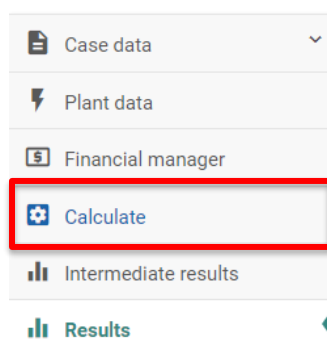 Case data
Plant data
Financial manager
Calculate
Intermediate results
Results